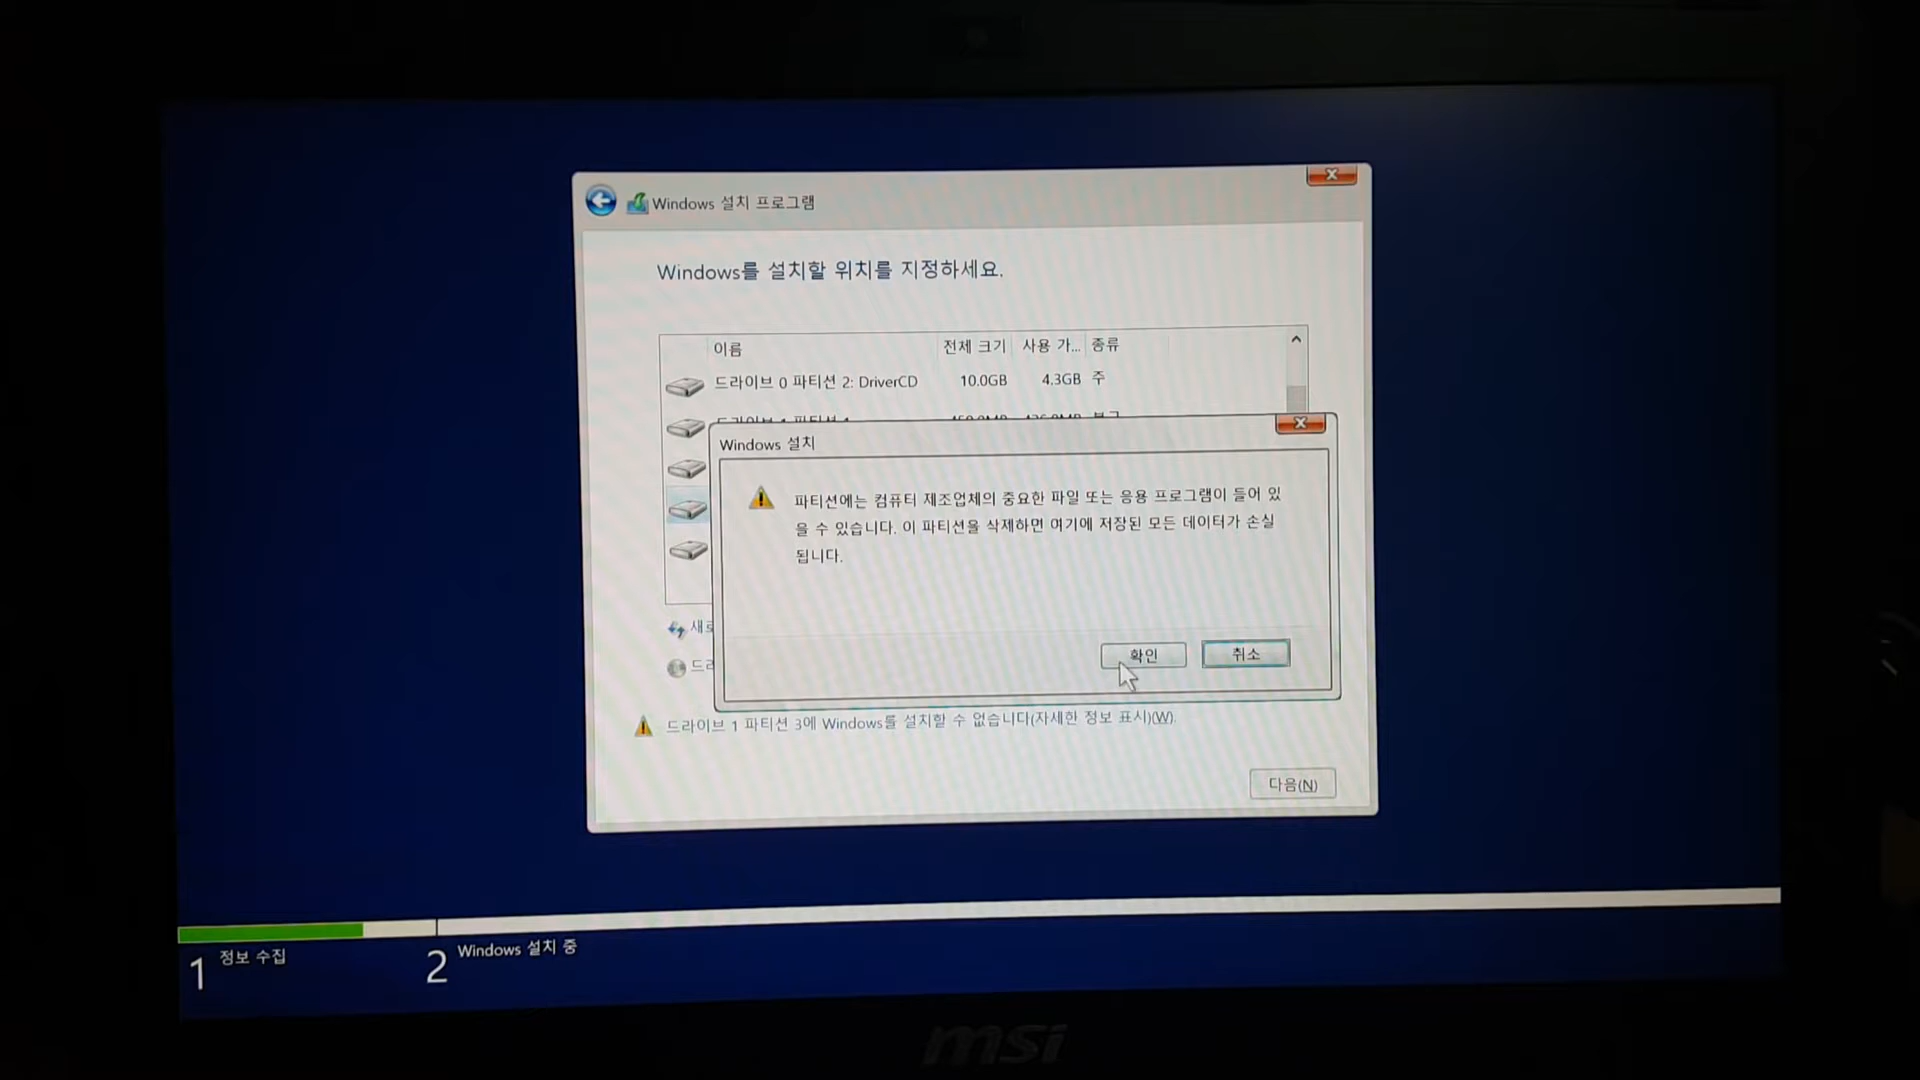 Windows 설치 프로그램
Windows를 설치할 위치를 지정하세요.
이름 전체 크기 사용 가... 종류
드라이브 0 파티션 2: DriverCD 10.0GB 4.3GB 주
Windows 설치
파티션에는 컴퓨터 제조업체의 중요한 파일 또는 응용 프로그램이 들어 있
을 수 있습니다. 이 파티션을 삭제하면 여기에 저장된 모든 데이터가 손실
됩니다.
새로
확인 취소
드라이브 1 파티션 3에 Windows를 설치할 수 없습니다(자세한 정보 표시)(W).
다음(N)
1 정보 수집
2 Windows 설치 중
msi